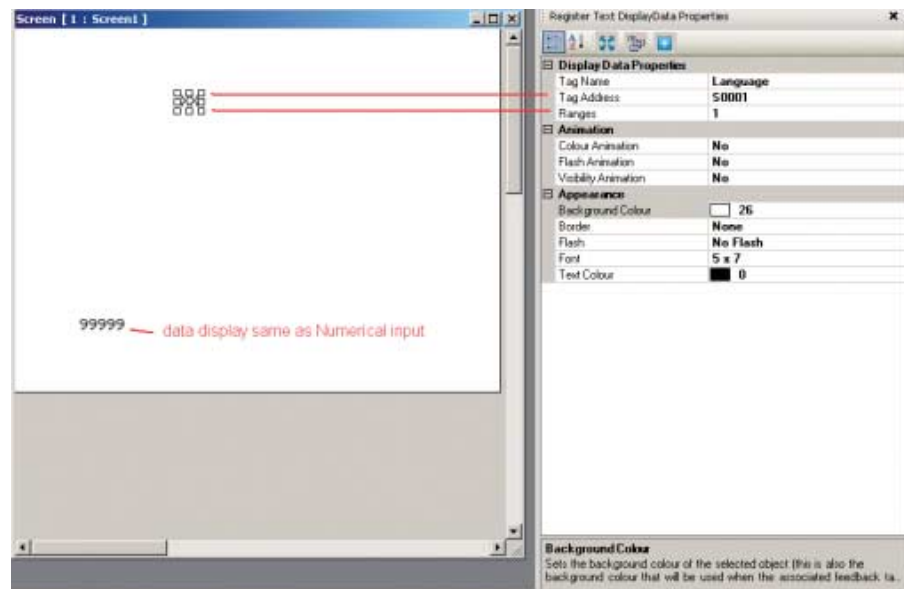 Screen [ 1 : Screen1 ]
99999
data display same as Numerical input
Register Text DisplayData Properties
Display Data Properties
Tag Name Language
Tag Address S0001
Ranges 1
Animation
Colour Animation No
Flash Animation No
Visibility Animation No
Appearance
Background Colour 26
Border None
Flash No Flash
Font 5 x 7
Text Colour 0
Background Colour
Sets the background colour of the selected object (this is also the
background colour that will be used when the associated feedback ta..